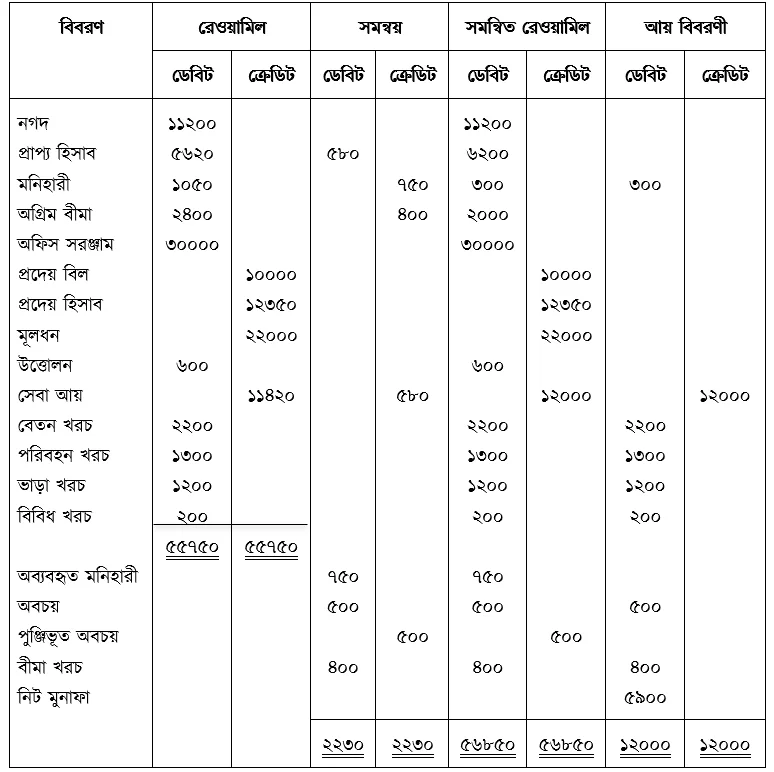 বিবরণ রেওয়ামিল সমন্বয় সমন্বিত রেওয়ামিল আয় বিবরণী
ডেবিট ক্রেডিট ডেবিট ক্রেডিট ডেবিট ক্রেডিট ডেবিট ক্রেডিট
নগদ ১১২০০ ১১২০০
প্রাপ্য হিসাব ৫৬২০ ৫৮০ ৬২০০
মনিহারী ১০৫০ ৭৫০ ৩০০ ৩০০
অগ্রিম বীমা ২৪০০ ৪০০ ২০০০
অফিস সরঞ্জাম ৩০০০০ ৩০০০০
প্রদেয় বিল ১০০০০ ১০০০০
প্রদেয় হিসাব ১২৩৫০ ১২৩৫০
মূলধন ২২০০০ ২২০০০
উত্তোলন ৬০০ ৬০০
সেবা আয় ১১৪২০ ৫৮০ ১২০০০ ১২০০০
বেতন খরচ ২২০০ ২২০০ ২২০০
পরিবহন খরচ ১৩০০ ১৩০০ ১৩০০
ভাড়া খরচ ১২০০ ১২০০ ১২০০
বিবিধ খরচ ২০০ ২০০ ২০০
৫৫৭৫০ ৫৫৭৫০
অব্যবহৃত মনিহারী ৭৫০ ৭৫০
অবচয় ৫০০ ৫০০ ৫০০
পুঞ্জিভূত অবচয় ৫০০ ৫০০
বীমা খরচ ৪০০ ৪০০ ৪০০
নিট মুনাফা ৫৯০০
২২৩০ ২২৩০ ৫৬৮৫০ ৫৬৮৫০ ১২০০০ ১২০০০